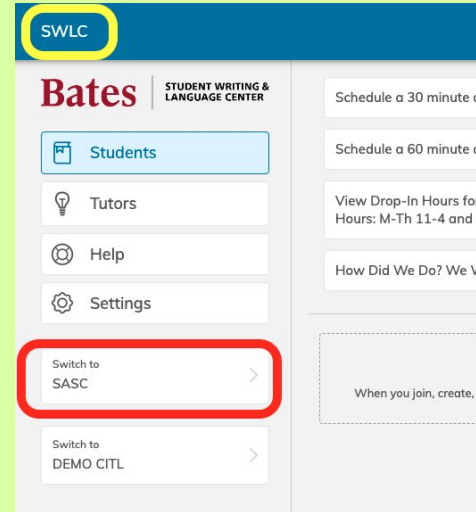 SWLC
Bates
STUDENT WRITING &
LANGUAGE CENTER
Students
Tutors
Help
Settings
Switch to
SASC
Switch to
DEMO CITL
Schedule a 30 minute
Schedule a 60 minute
View Drop-In Hours
Hours: M-Th 11-4 and
How Did We Do? We
When you join, create,